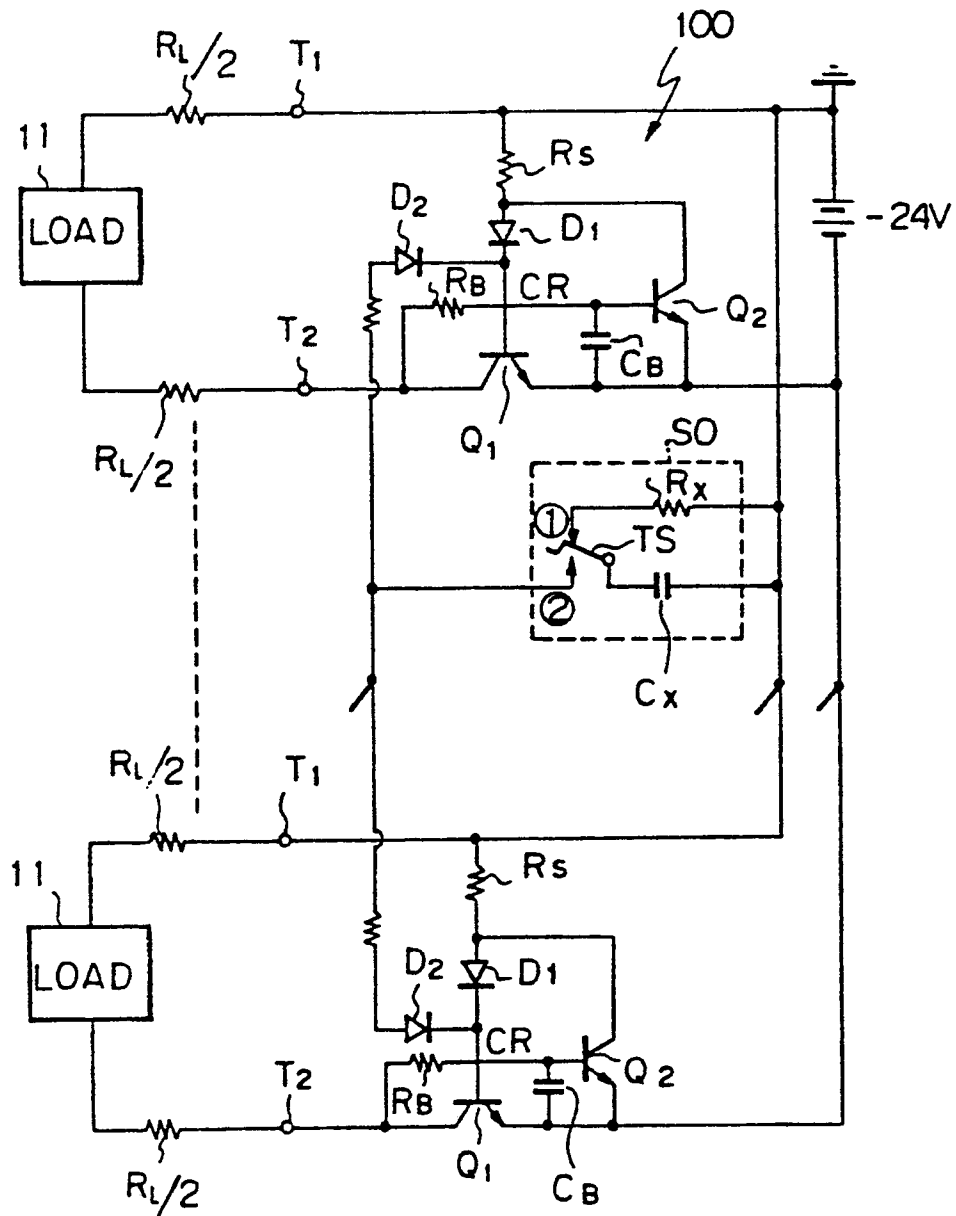 100
RL/2
T1
11
LOAD
Rs
D2
D1
-24V
RB
CR
Q2
T2
CB
Q1
RL/2
SO
Rx
①
TS
②
Cx
RL/2
T1
11
Rs
LOAD
D2
D1
CR
Q2
T2
RB
Q1
CB
RL/2